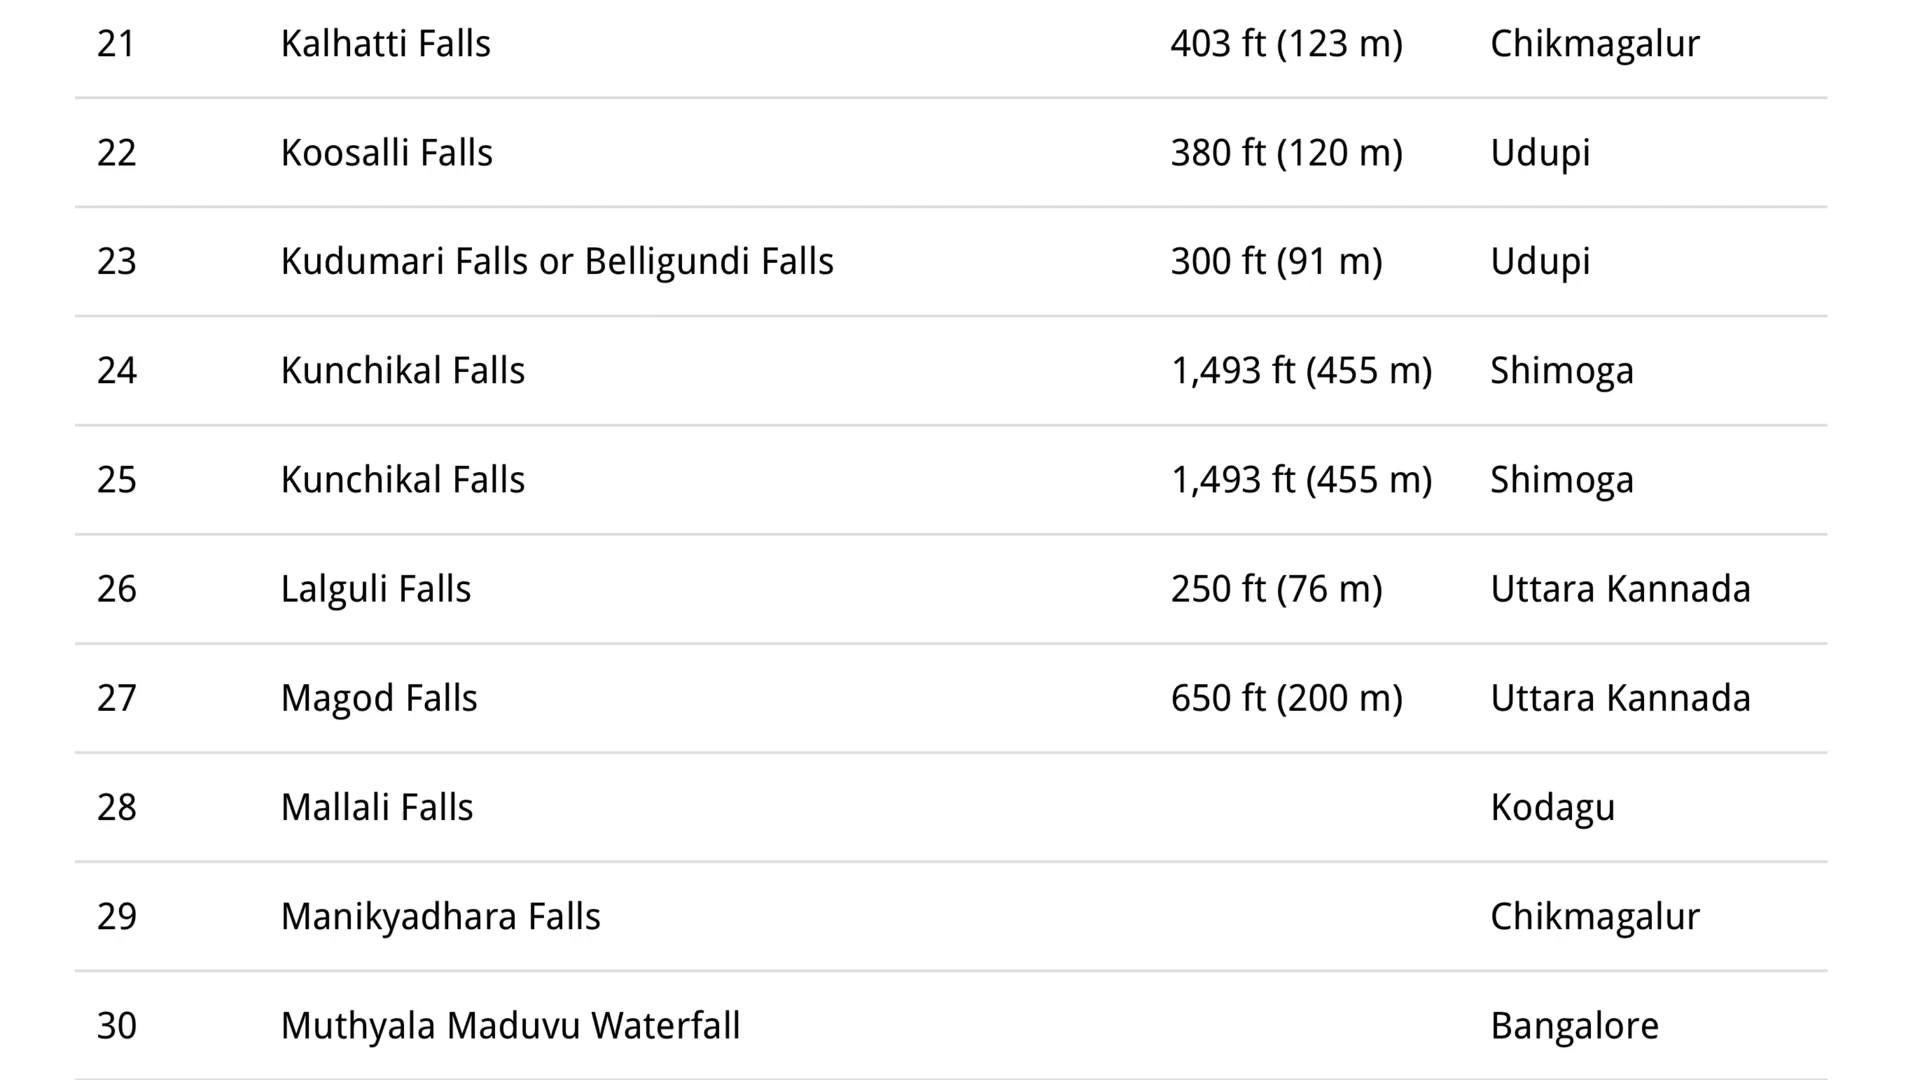 21 Kalhatti Falls 403 ft (123 m) Chikmagalur
22 Koosalli Falls 380 ft (120 m) Udupi
23 Kudumari Falls or Belligundi Falls 300 ft (91 m) Udupi
24 Kunchikal Falls 1,493 ft (455 m) Shimoga
25 Kunchikal Falls 1,493 ft (455 m) Shimoga
26 Lalguli Falls 250 ft (76 m) Uttara Kannada
27 Magod Falls 650 ft (200 m) Uttara Kannada
28 Mallali Falls Kodagu
29 Manikyadhara Falls Chikmagalur
30 Muthyala Maduvu Waterfall Bangalore